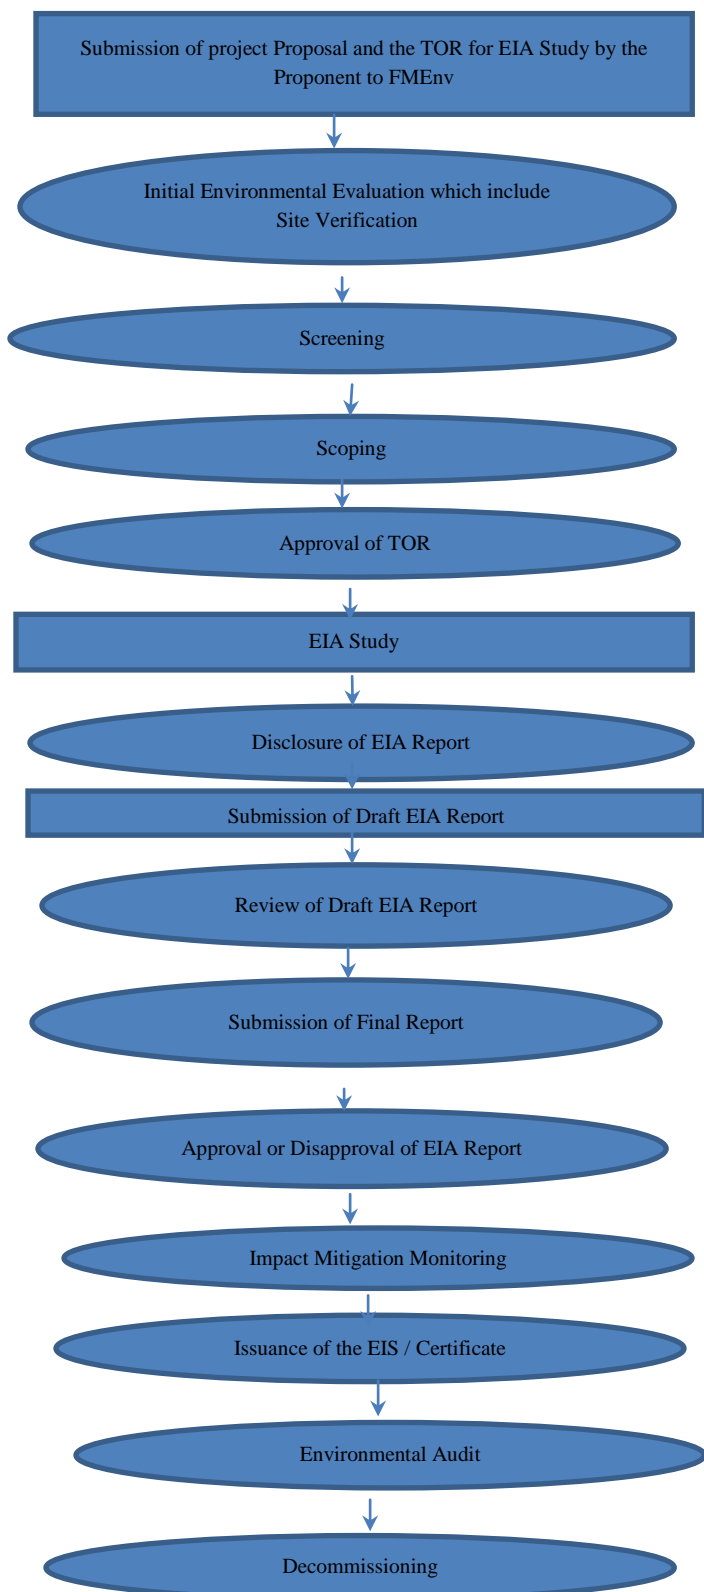 Submission of project Proposal and the TOR for EIA Study by the
Proponent to FMEnv
Initial Environmental Evaluation which include
Site Verification
Screening
Scoping
Approval of TOR
EIA Study
Disclosure of EIA Report
Submission of Draft EIA Report
Review of Draft EIA Report
Submission of Final Report
Approval or Disapproval of EIA Report
Impact Mitigation Monitoring
Issuance of the EIS / Certificate
Environmental Audit
Decommissioning